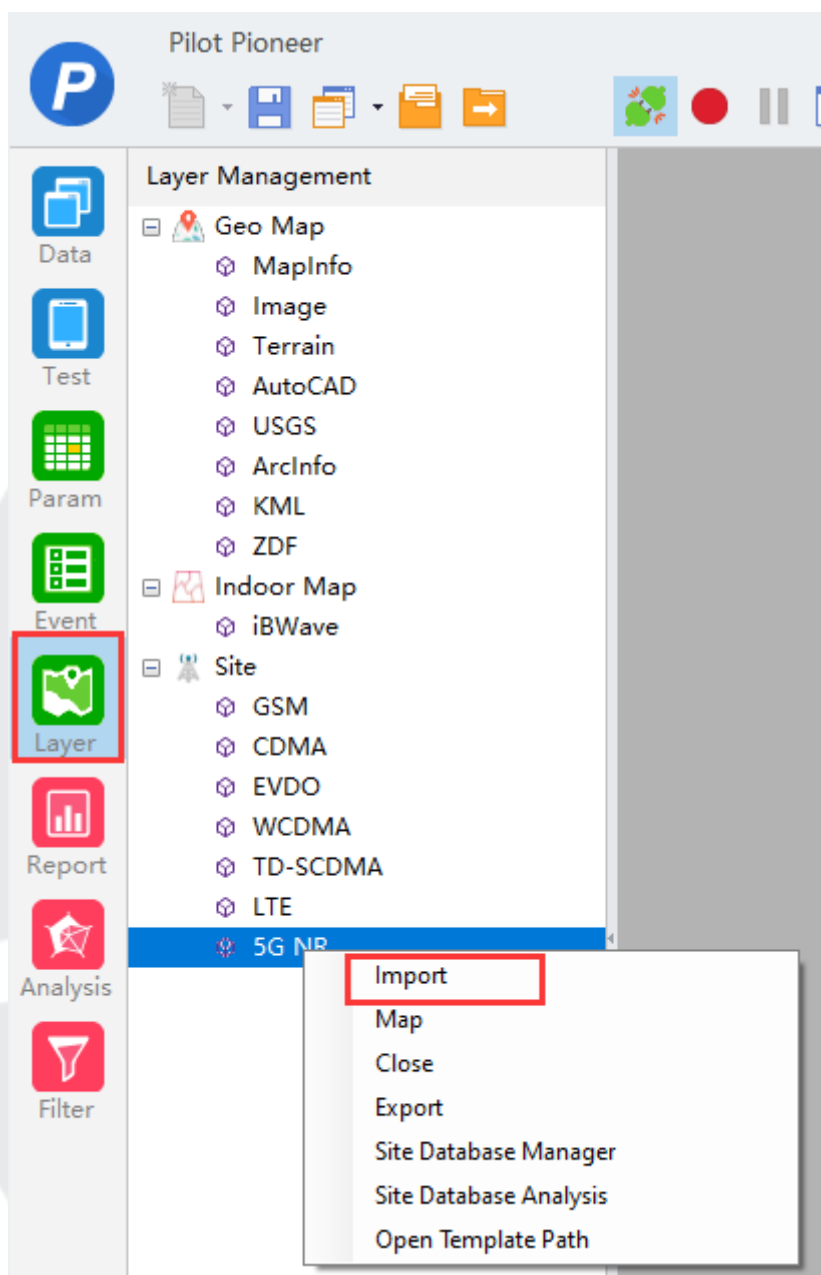 Pilot Pioneer
P
Layer Management
Data
Test
Param
Event
Layer
Report
Analysis
Filter
Geo Map
MapInfo
Image
Terrain
AutoCAD
USGS
ArcInfo
KML
ZDF
Indoor Map
iBWave
Site
GSM
CDMA
EVDO
WCDMA
TD-SCDMA
LTE
5G NR
Import
Map
Close
Export
Site Database Manager
Site Database Analysis
Open Template Path